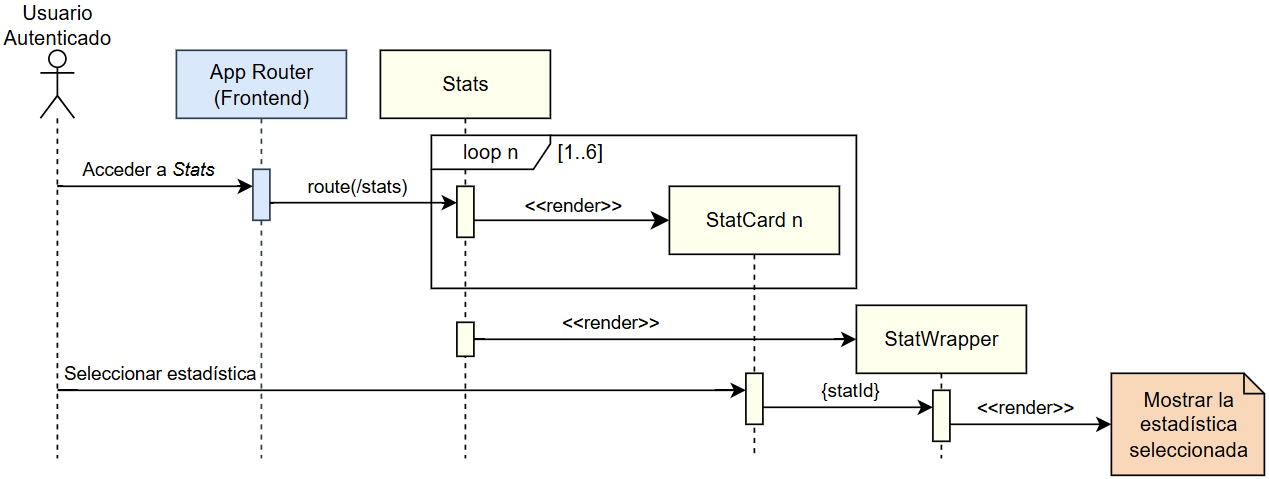 Usuario
Autenticado
App Router
(Frontend)
Stats
loop n
[1..6]
Acceder a Stats
route(/stats)
<<render>>
StatCard n
<<render>>
StatWrapper
Seleccionar estadística
{statId}
<<render>>
Mostrar la
estadística
seleccionada